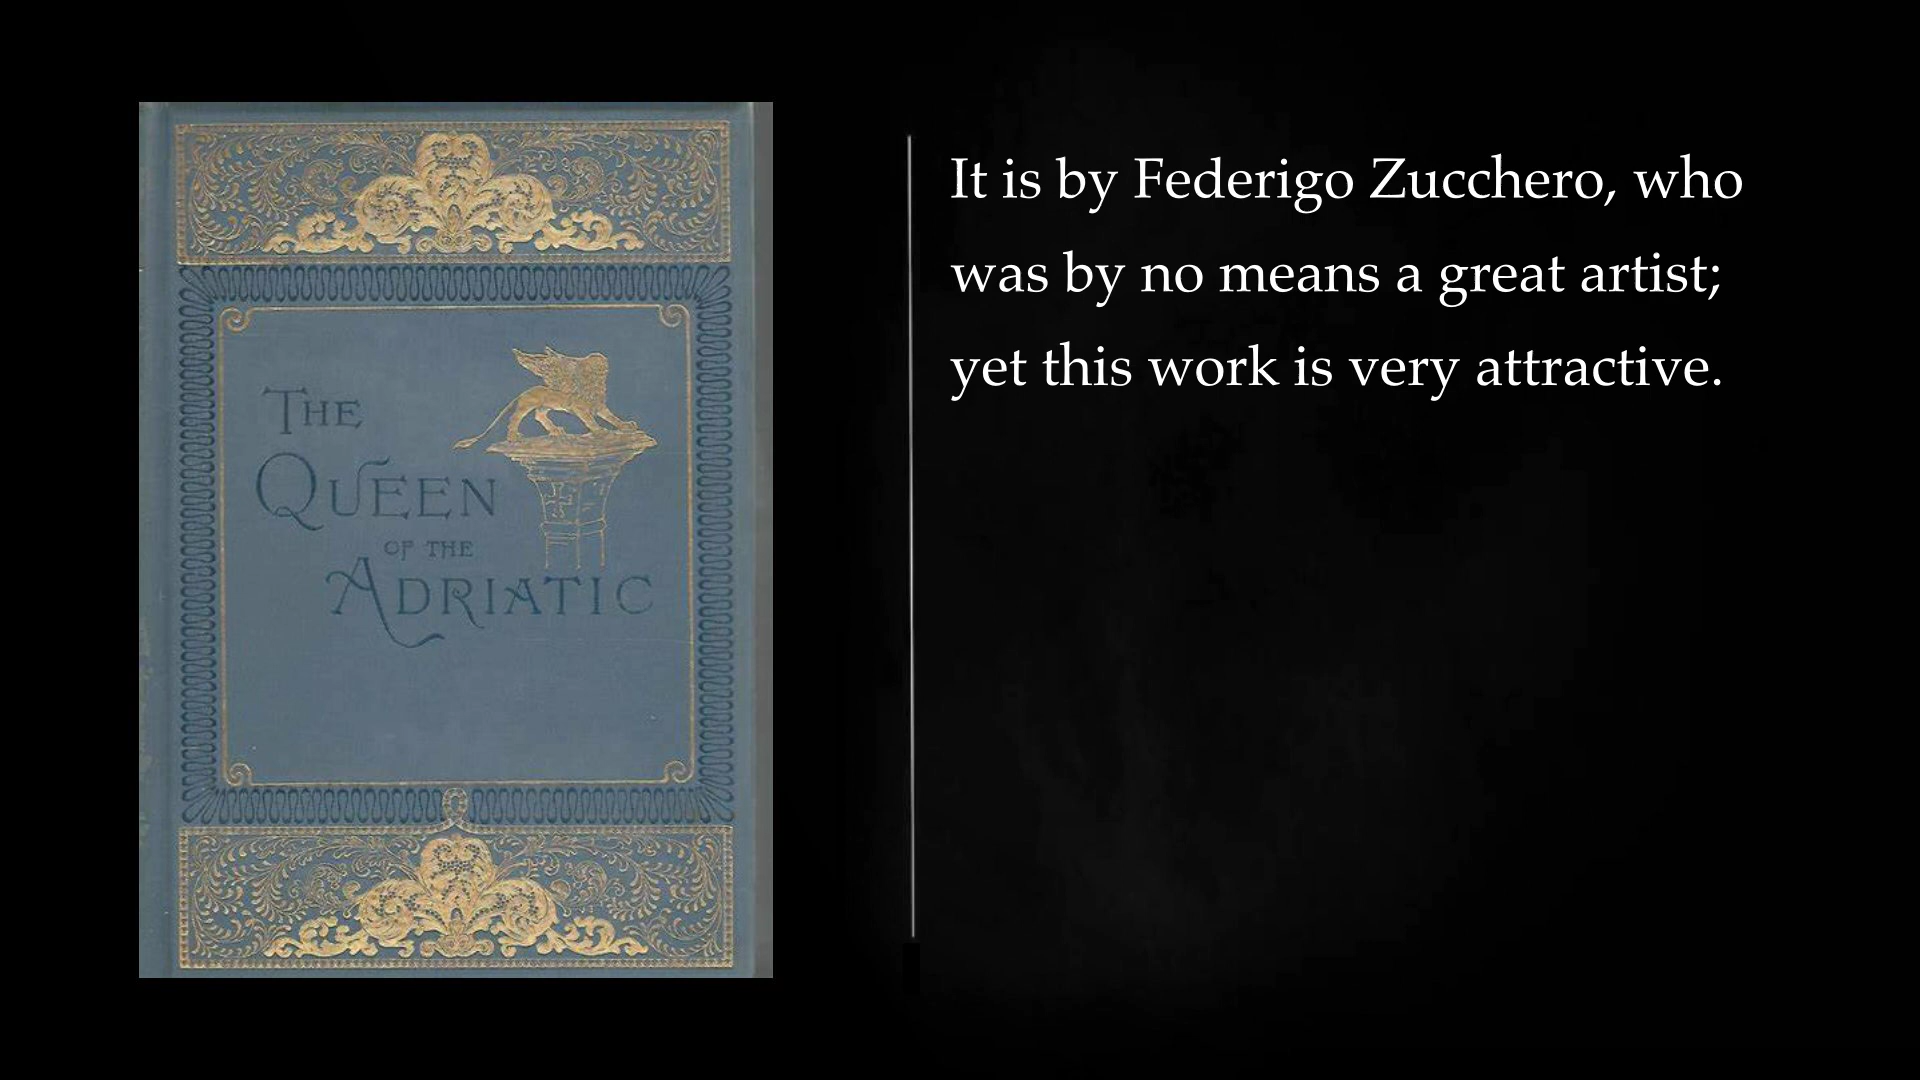 THE
QUEEN
OF THE
ADRIATIC
It is by Federigo Zucchero, who
was by no means a great artist;
yet this work is very attractive.